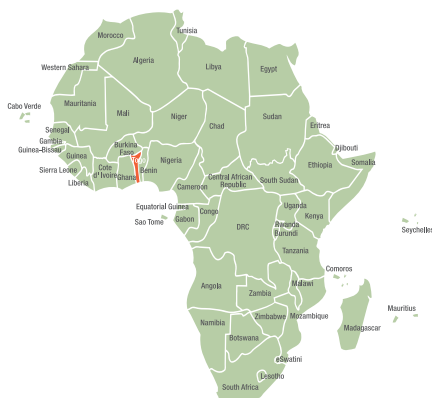 Tunisia
Morocco
Algeria
Libya
Egypt
Western Sahara
Cabo Verde
Mauritania
Mali
Niger
Chad
Sudan
Eritrea
Senegal
Gambia
Guinea-Bissau
Guinea
Sierra Leone
Liberia
Cote
d'Ivoire
Burkina
Faso
Ghana
Benin
Nigeria
Djibouti
Somalia
Ethiopia
Central African
Republic
South Sudan
Cameroon
Equatorial Guinea
Sao Tome
Gabon
Congo
DRC
Uganda
Kenya
Rwanda
Burundi
Tanzania
Seychelles
Comoros
Malawi
Angola
Zambia
Mozambique
Zimbabwe
Madagascar
Mauritius
Namibia
Botswana
eSwatini
Lesotho
South Africa